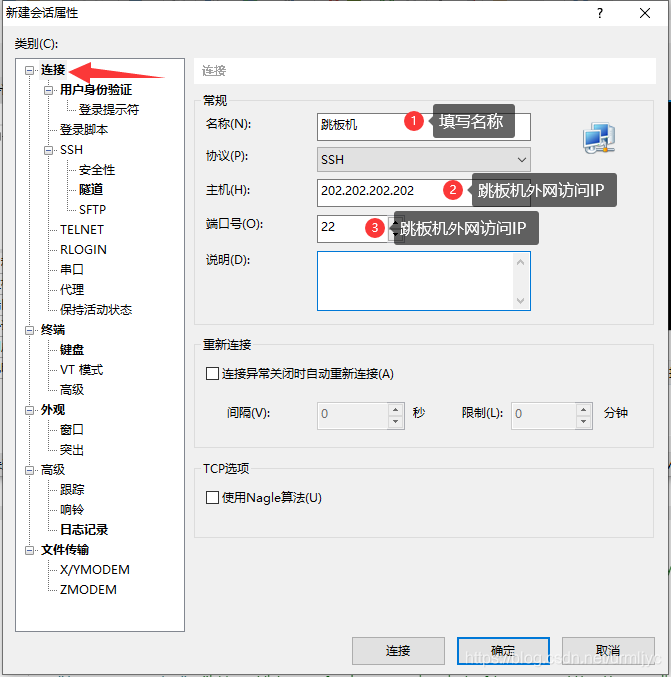 新建会话属性
?
类别(C):
连接
用户身份验证
登录提示符
登录脚本
SSH
安全性
隧道
SFTP
TELNET
RLOGIN
串口
代理
保持活动状态
终端
键盘
VT 模式
高级
外观
窗口
突出
高级
跟踪
响铃
日志记录
文件传输
X/YMODEM
ZMODEM
连接
常规
名称(N): 跳板机 1 填写名称
协议(P): SSH
主机(H): 202.202.202.202 2 跳板机外网访问IP
端口号(O): 22 3 跳板机外网访问IP
说明(D):
重新连接
连接异常关闭时自动重新连接(A)
间隔(V): 0 秒 限制(L): 0 分钟
TCP选项
使用Nagle算法(U)
连接 确定 取消